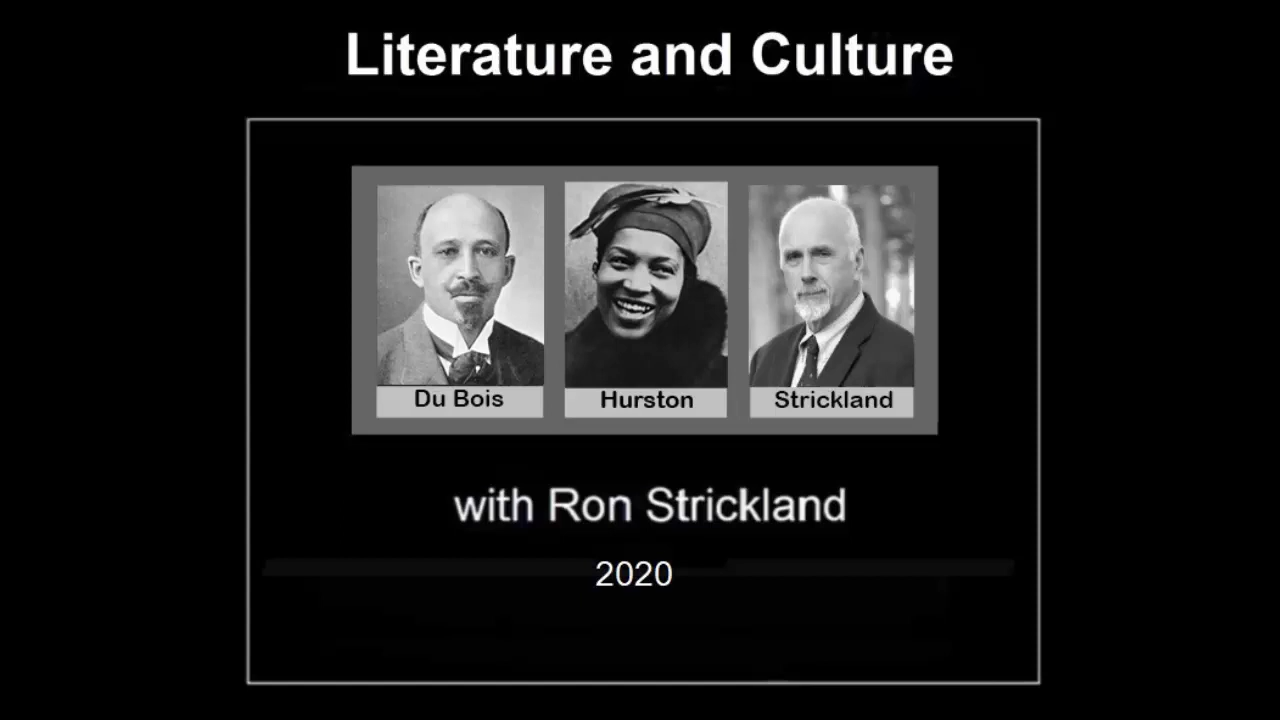 Literature and Culture
Du Bois
Hurston
Strickland
with Ron Strickland
2020